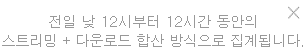 전일 낮 12시부터 12시간 동안의
스트리밍 + 다운로드 합산 방식으로 집계됩니다.